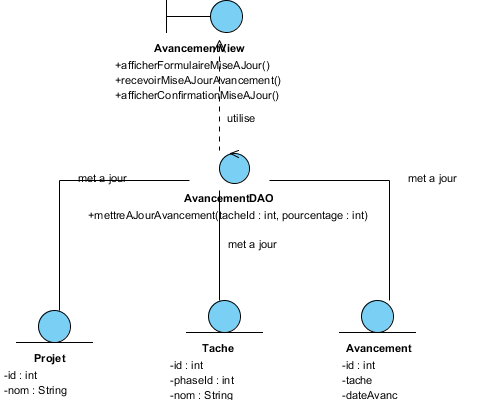 AvancementView
+afficherFormulaireMiseAJour()
+recevoirMiseAJourAvancement()
+afficherConfirmationMiseAJour()
utilise
met a jour
met a jour
AvancementDAO
+mettreAJourAvancement(tacheId : int, pourcentage : int)
met a jour
Projet
-id : int
-nom : String
Tache
-id : int
-phaseId : int
-nom : String
Avancement
-id : int
-tache
-dateAvanc